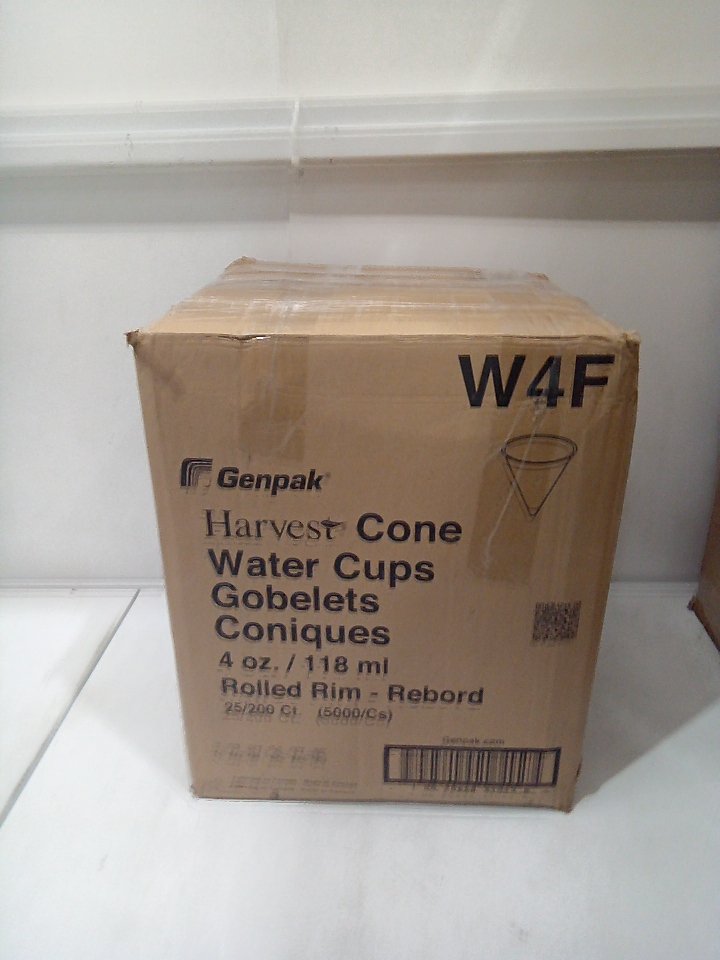 W4F
Genpak®
Harvest Cone
Water Cups
Gobelets
Coniques
4 oz. / 118 ml
Rolled Rim - Rebord
25/200 Ct. (5000/Cs)
Genpak.com